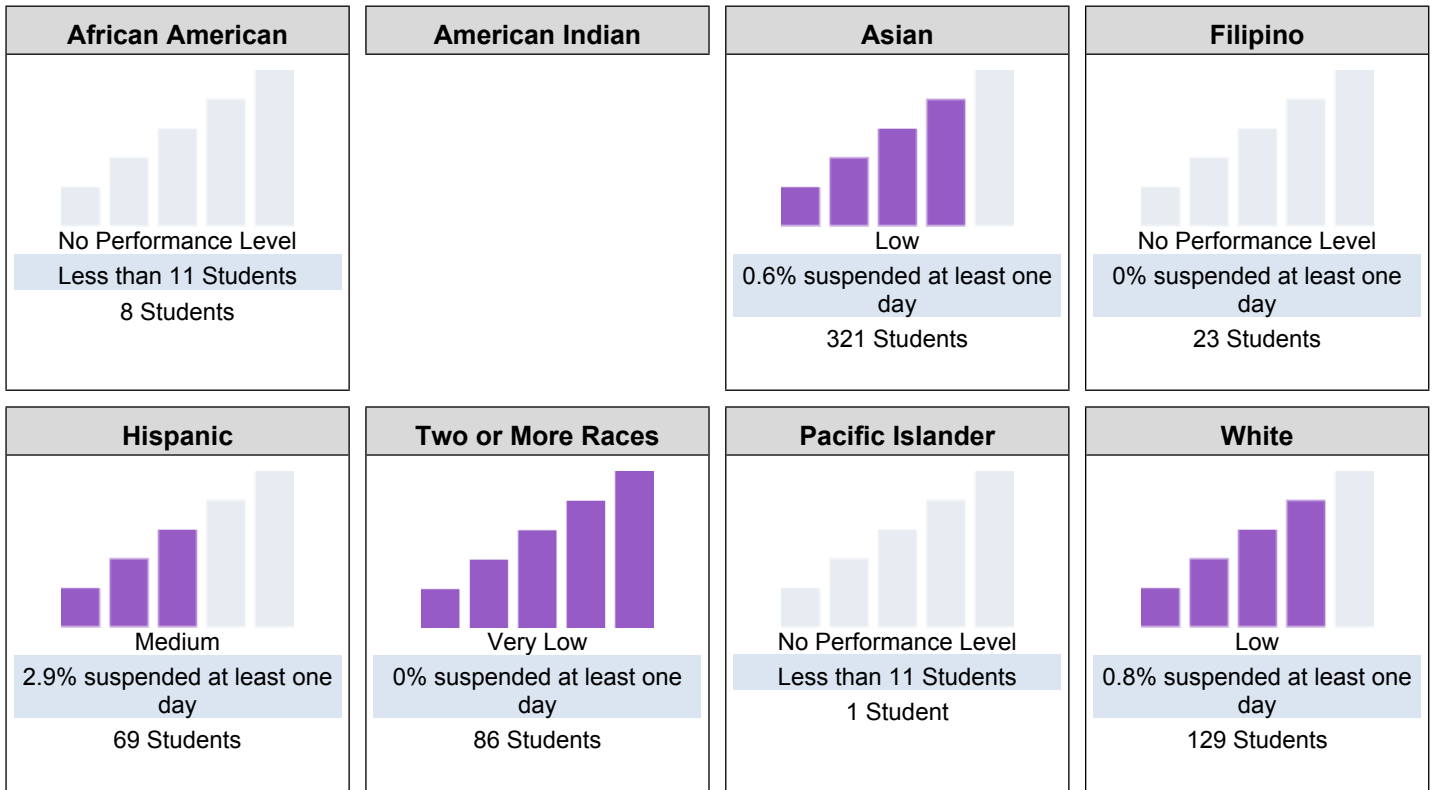 African American
No Performance Level
Less than 11 Students
8 Students
American Indian
Asian
Low
0.6% suspended at least one
day
321 Students
Filipino
No Performance Level
0% suspended at least one
day
23 Students
Hispanic
Medium
2.9% suspended at least one
day
69 Students
Two or More Races
Very Low
0% suspended at least one
day
86 Students
Pacific Islander
No Performance Level
Less than 11 Students
1 Student
White
Low
0.8% suspended at least one
day
129 Students